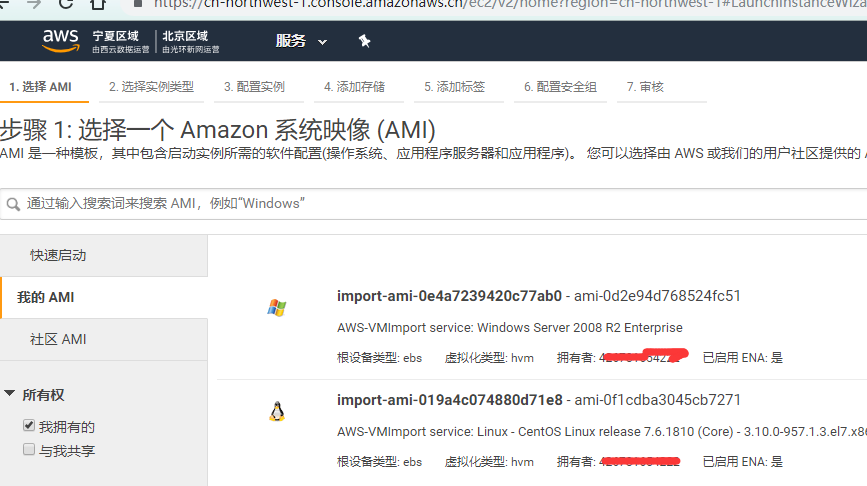 https://cn-northwest-1.console.amazonaws.cn/ec2/v2/home?region=cn-northwest-1#LaunchInstanceWiza
aws 宁夏区域 北京区域 服务
由西云数据运营 由光环新网运营
1. 选择 AMI 2. 选择实例类型 3. 配置实例 4. 添加存储 5. 添加标签 6. 配置安全组 7. 审核
步骤 1: 选择一个 Amazon 系统映像 (AMI)
AMI 是一种模板，其中包含启动实例所需的软件配置(操作系统、应用程序服务器和应用程序)。 您可以选择由 AWS 或我们的用户社区提供的
通过输入搜索词来搜索 AMI，例如“Windows”
快速启动
我的 AMI
社区 AMI
所有权
我拥有的
与我共享
import-ami-0e4a7239420c77ab0 - ami-0d2e94d768524fc51
AWS-VMImport service: Windows Server 2008 R2 Enterprise
根设备类型: ebs 虚拟化类型: hvm 拥有者: 已启用 ENA: 是
import-ami-019a4c074880d71e8 - ami-0f1cdba3045cb7271
AWS-VMImport service: Linux - CentOS Linux release 7.6.1810 (Core) - 3.10.0-957.1.3.el7.x86
根设备类型: ebs 虚拟化类型: hvm 拥有者: 已启用 ENA: 是